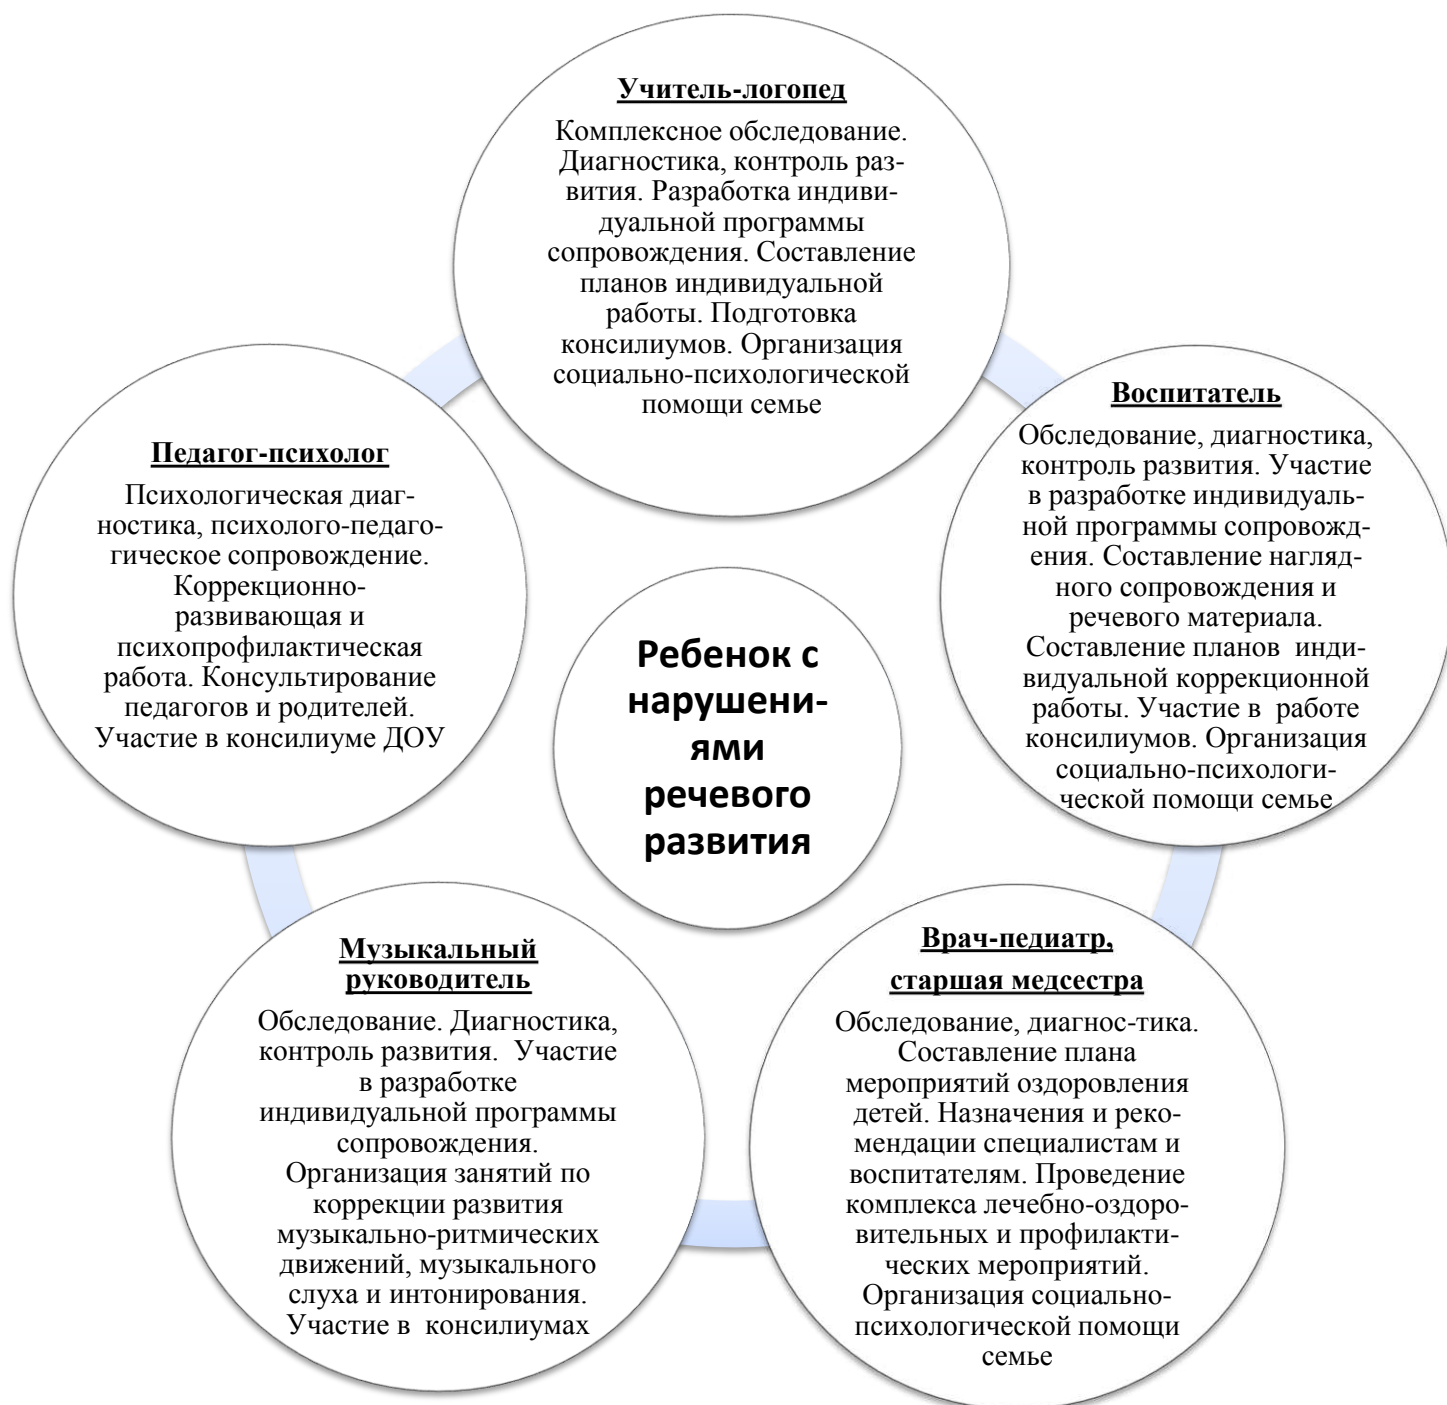 Учитель-логопед
Комплексное обследование.
Диагностика, контроль раз-
вития. Разработка индиви-
дуальной программы
сопровождения. Составление
планов индивидуальной
работы. Подготовка
консилиумов. Организация
социально-психологической
помощи семье
Воспитатель
Обследование, диагностика,
контроль развития. Участие
в разработке индивидуаль-
ной программы сопровожд-
ения. Составление нагляд-
ного сопровождения и
речевого материала.
Составление планов  инди-
видуальной коррекционной
работы. Участие в  работе
консилиумов. Организация
социально-психологи-
ческой помощи семье
Врач-педиатр,
старшая медсестра
Обследование, диагнос-тика.
Составление плана
мероприятий оздоровления
детей. Назначения и реко-
мендации специалистам и
воспитателям. Проведение
комплекса лечебно-оздоро-
вительных и профилакти-
ческих мероприятий.
Организация социально-
психологической помощи
семье
Музыкальный
руководитель
Обследование. Диагностика,
контроль развития.  Участие
в разработке
индивидуальной программы
сопровождения.
Организация занятий по
коррекции развития
музыкально-ритмических
движений, музыкального
слуха и интонирования.
Участие в  консилиумах
Педагог-психолог
Психологическая диаг-
ностика, психолого-педаго-
гическое сопровождение.
Коррекционно-
развивающая и
психопрофилактическая
работа. Консультирование
педагогов и родителей.
Участие в консилиуме ДОУ
Ребенок с
нарушени-
ями
речевого
развития